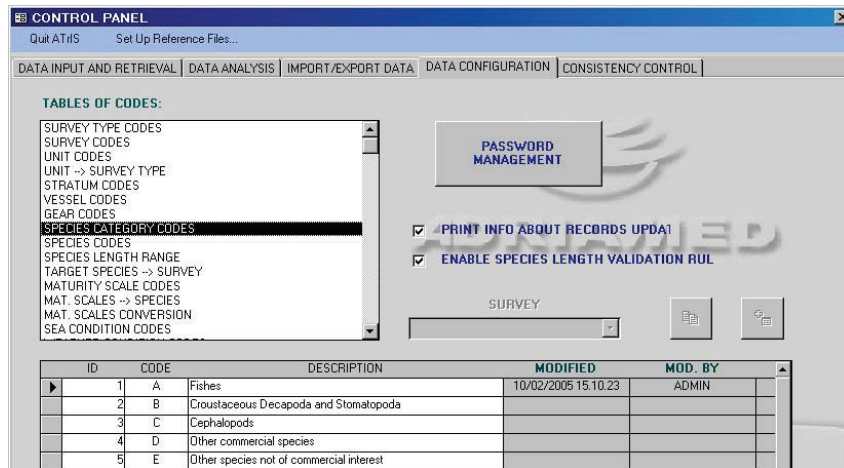 CONTROL PANEL
Quit ATrIS Set Up Reference Files...
DATA INPUT AND RETRIEVAL DATA ANALYSIS IMPORT/EXPORT DATA DATA CONFIGURATION CONSISTENCY CONTROL
TABLES OF CODES:
SURVEY TYPE CODES
SURVEY CODES
UNIT CODES
UNIT --> SURVEY TYPE
STRATUM CODES
VESSEL CODES
GEAR CODES
SPECIES CATEGORY CODES
SPECIES CODES
SPECIES LENGTH RANGE
TARGET SPECIES --> SURVEY
MATURITY SCALE CODES
MAT. SCALES --> SPECIES
MAT. SCALES CONVERSION
SEA CONDITION CODES
PASSWORD
MANAGEMENT
ADRIAMED
PRINT INFO ABOUT RECORDS UPDAT
ENABLE SPECIES LENGTH VALIDATION RUL
SURVEY
ID CODE DESCRIPTION MODIFIED MOD. BY
1 A Fishes 10/02/2005 15.10.23 ADMIN
2 B Croustaceous Decapoda and Stomatopoda
3 C Cephalopods
4 D Other commercial species
5 E Other species not of commercial interest